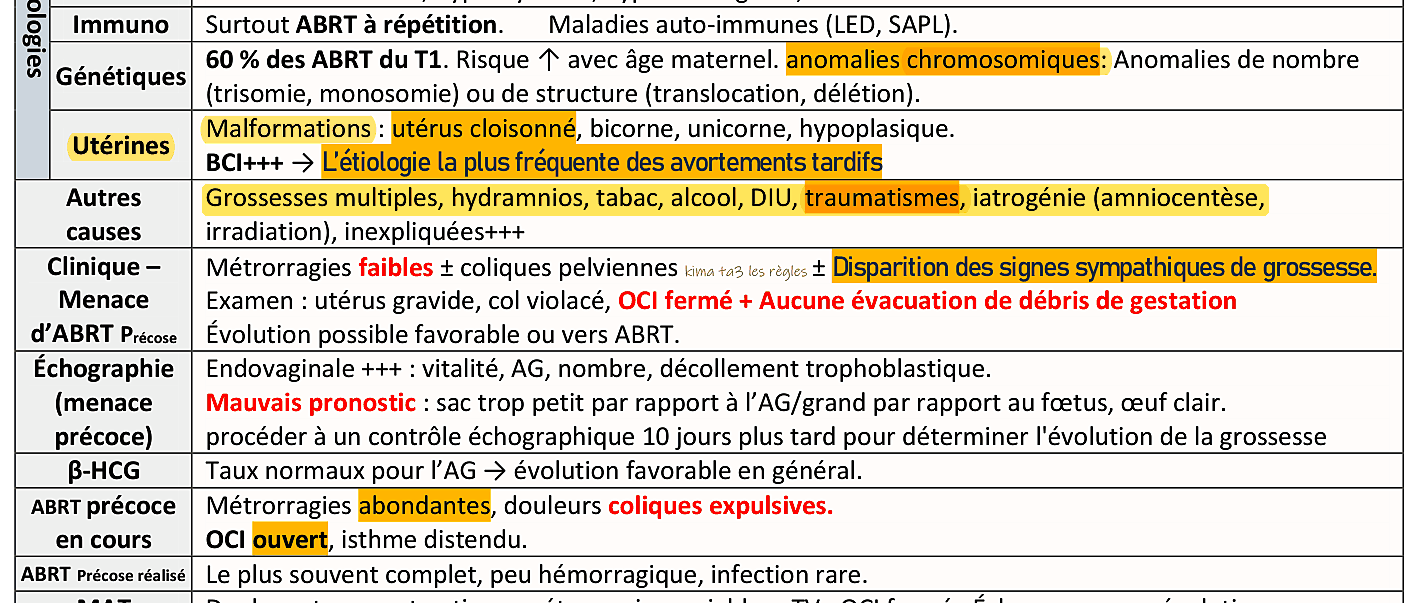 ologies
Immuno
Surtout ABRT à répétition. Maladies auto-immunes (LED, SAPL).
Génétiques
60 % des ABRT du T1. Risque ↑ avec âge maternel. anomalies chromosomiques: Anomalies de nombre
(trisomie, monosomie) ou de structure (translocation, délétion).
Utérines
Malformations : utérus cloisonné, bicorne, unicorne, hypoplasique.
BCI+++ → L'étiologie la plus fréquente des avortements tardifs
Autres
causes
Grossesses multiples, hydramnios, tabac, alcool, DIU, traumatismes, iatrogénie (amniocentèse,
irradiation), inexpliquées+++
Clinique –
Menace
d'ABRT Précose
Métrorragies faibles ± coliques pelviennes kima ta3 les règles ± Disparition des signes sympathiques de grossesse.
Examen : utérus gravide, col violacé, OCI fermé + Aucune évacuation de débris de gestation
Évolution possible favorable ou vers ABRT.
Échographie
(menace
précoce)
Endovaginale +++ : vitalité, AG, nombre, décollement trophoblastique.
Mauvais pronostic : sac trop petit par rapport à l'AG/grand par rapport au fœtus, œuf clair.
procéder à un contrôle échographique 10 jours plus tard pour déterminer l'évolution de la grossesse
β-HCG
Taux normaux pour l'AG → évolution favorable en général.
ABRT précoce
en cours
Métrorragies abondantes, douleurs coliques expulsives.
OCI ouvert, isthme distendu.
ABRT Précose réalisé
Le plus souvent complet, peu hémorragique, infection rare.